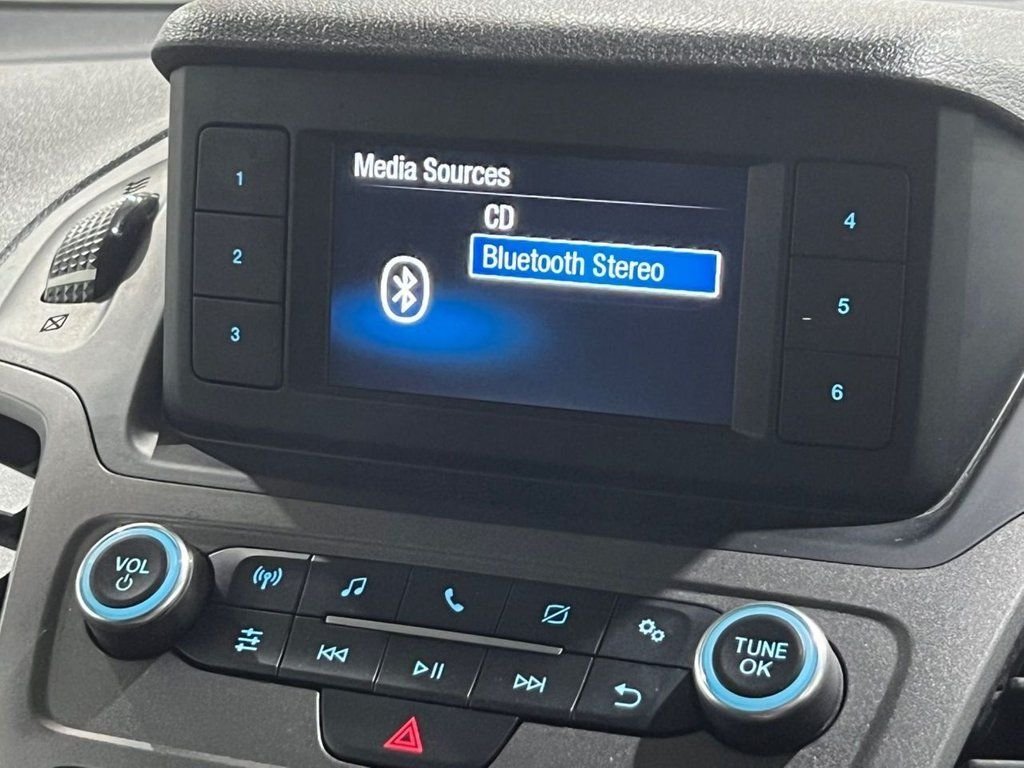 Media Sources
CD
Bluetooth Stereo
1
2
3
4
5
6
VOL
TUNE
OK